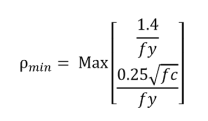 ρmin = Max [ 1.4 / fy
0.25√fc / fy ]